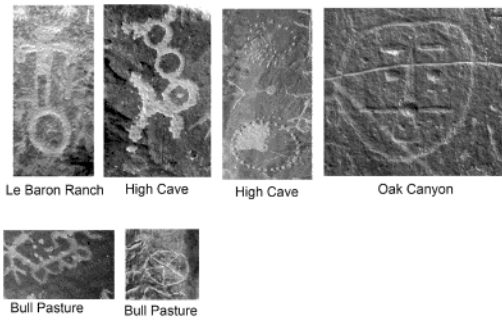 Le Baron Ranch
High Cave
High Cave
Oak Canyon
Bull Pasture
Bull Pasture